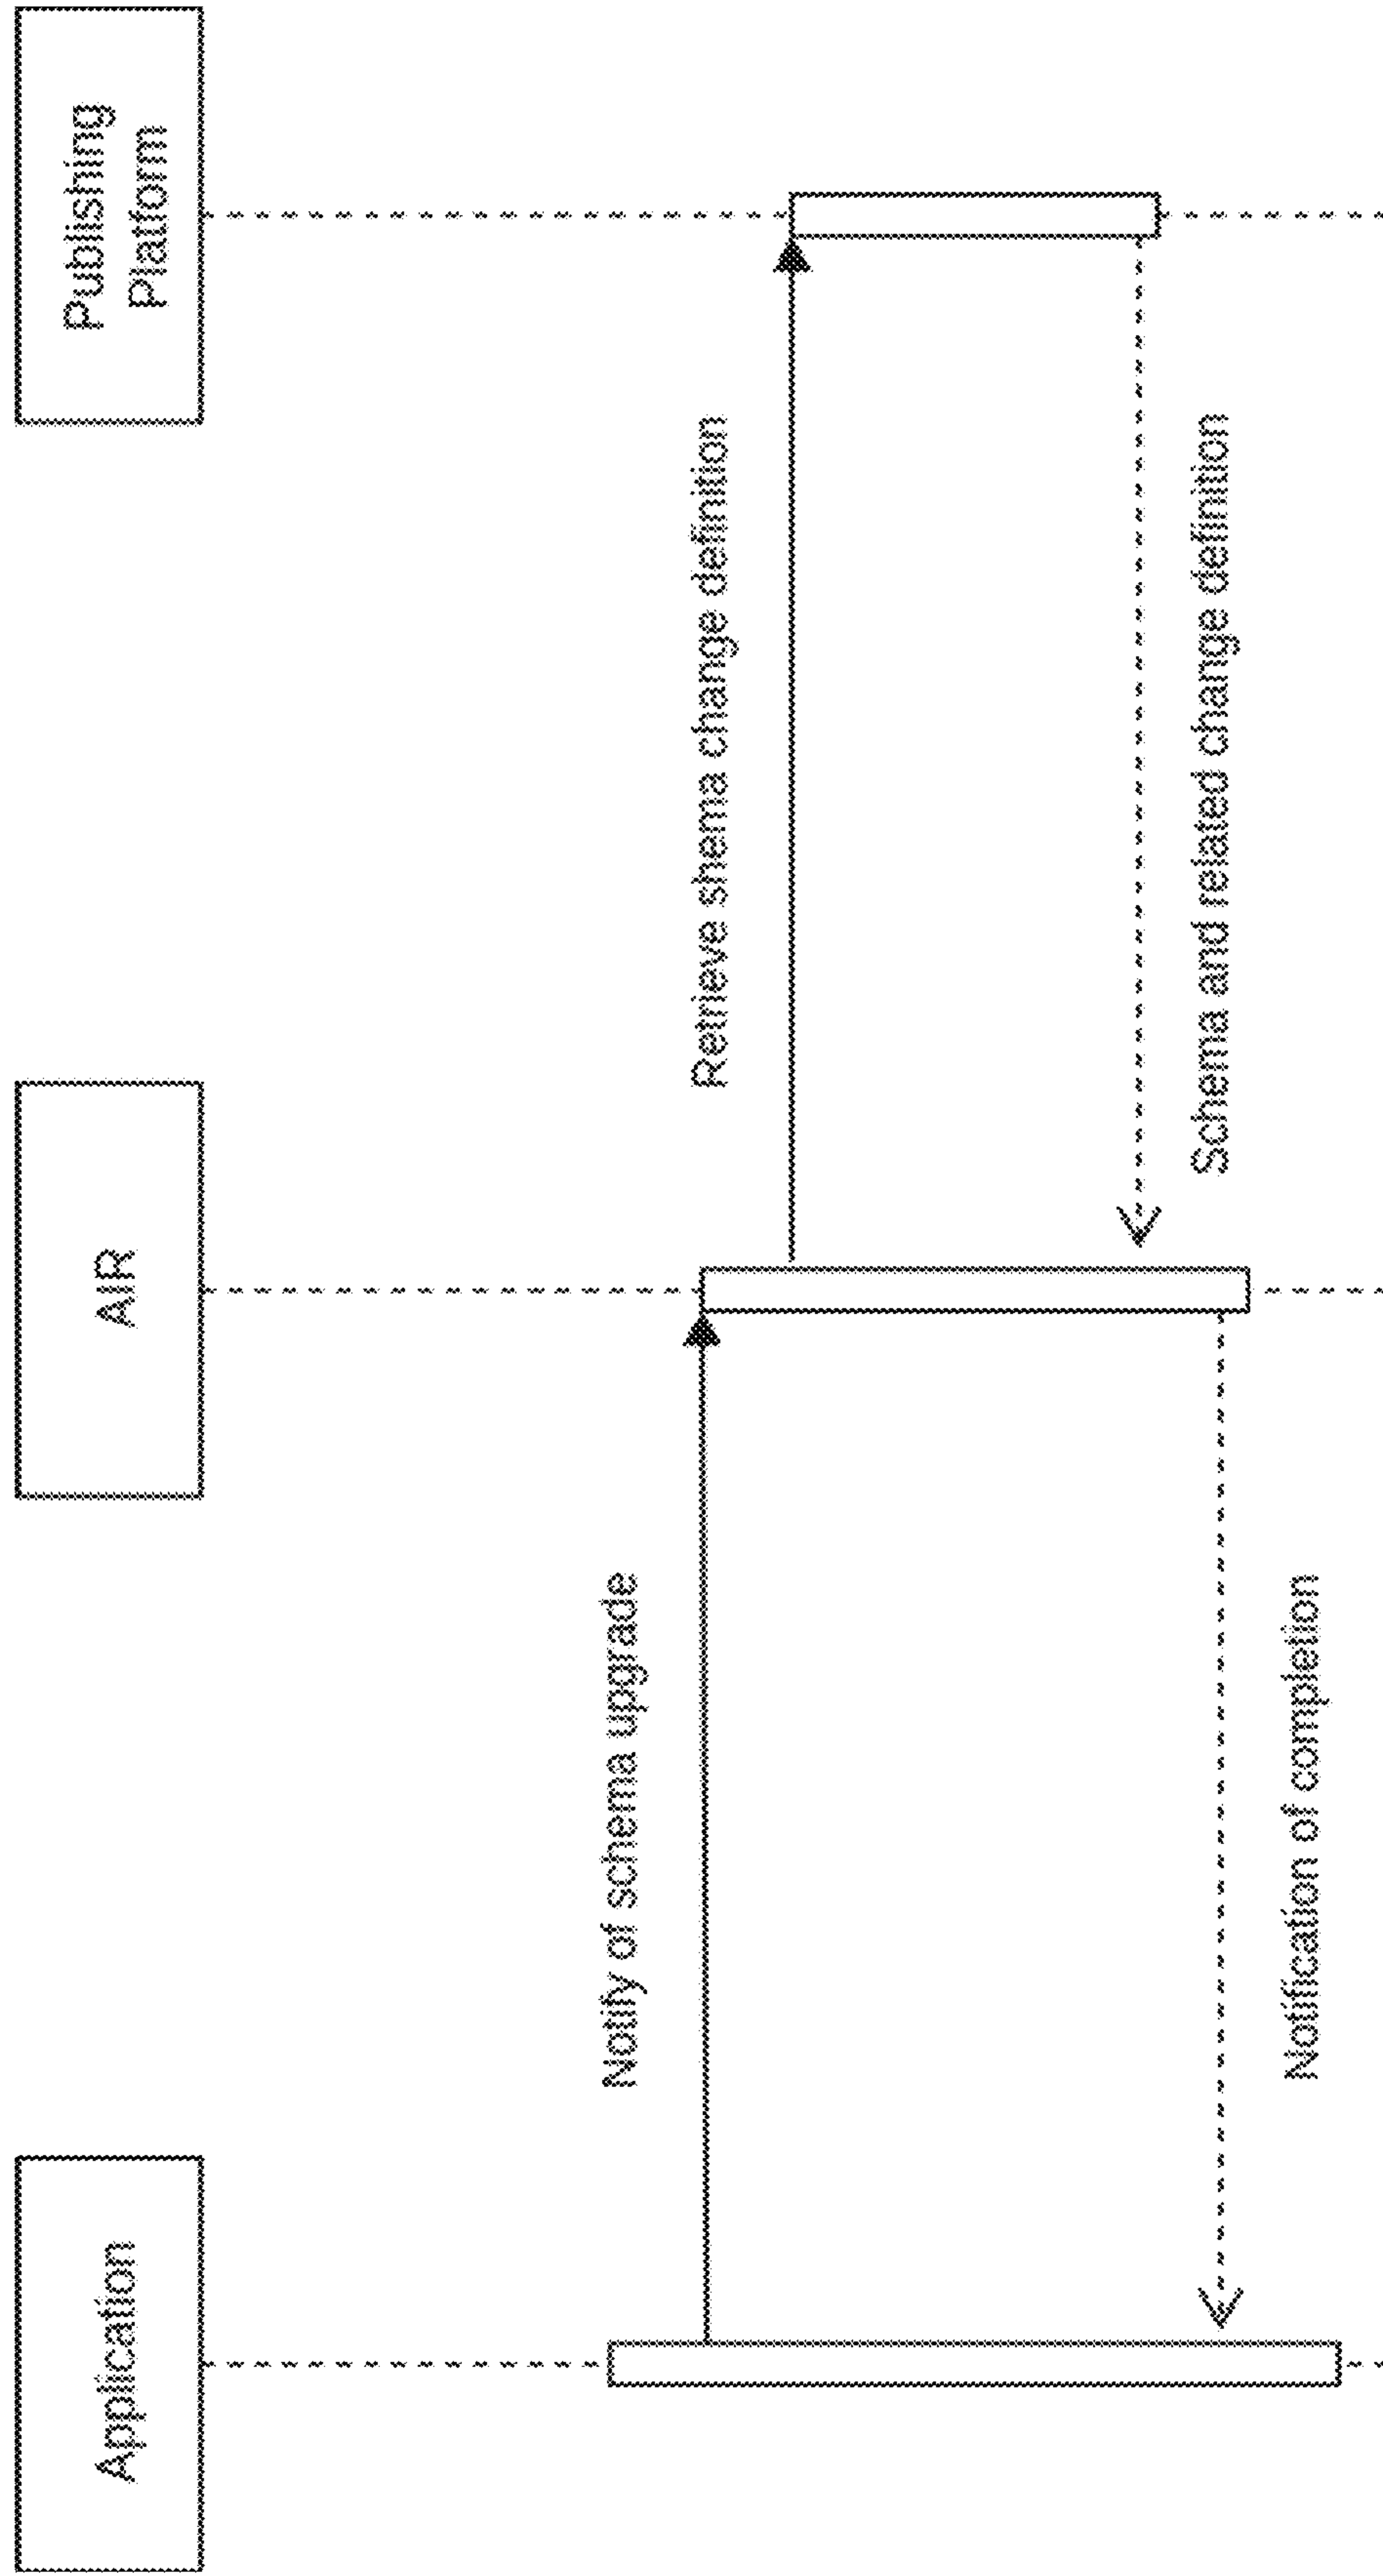 Application
AIR
Publishing
Platform
Notify of schema upgrade
Retrieve shema change definition
Schema and related change definition
Notification of completion